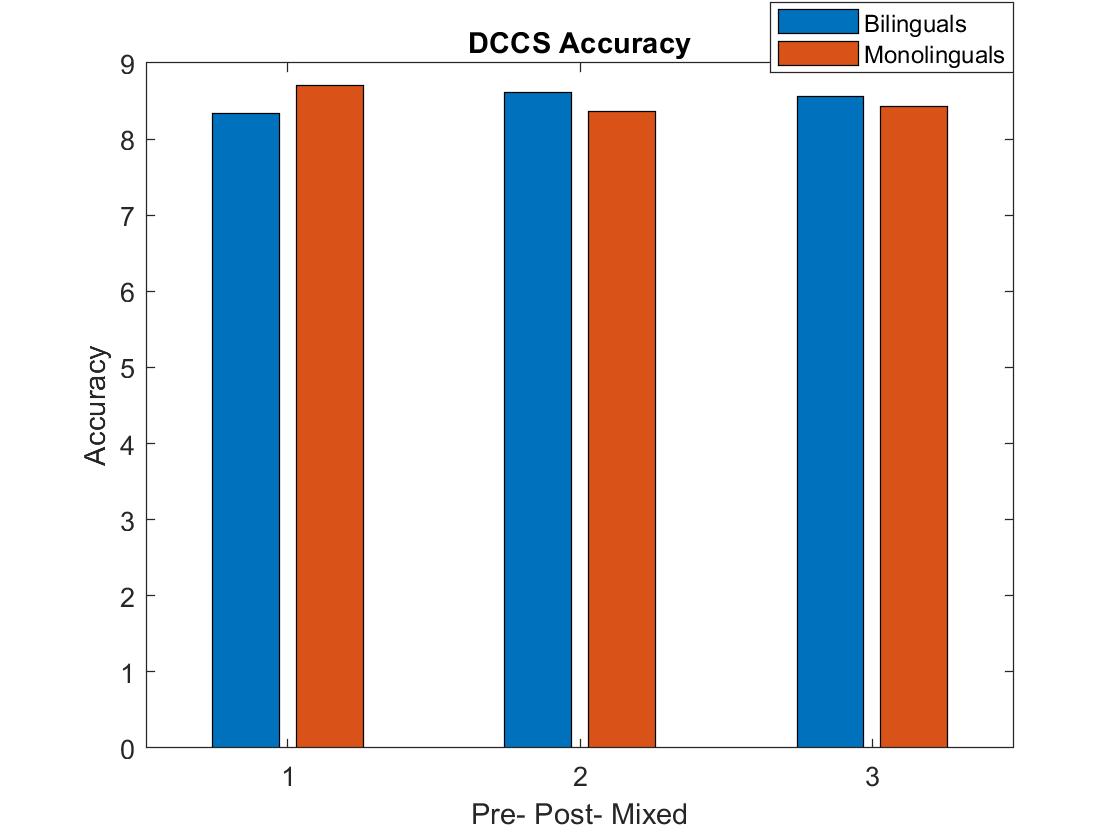 DCCS Accuracy
Bilinguals
Monolinguals
Accuracy
9
8
7
6
5
4
3
2
1
0
1 2 3
Pre- Post- Mixed